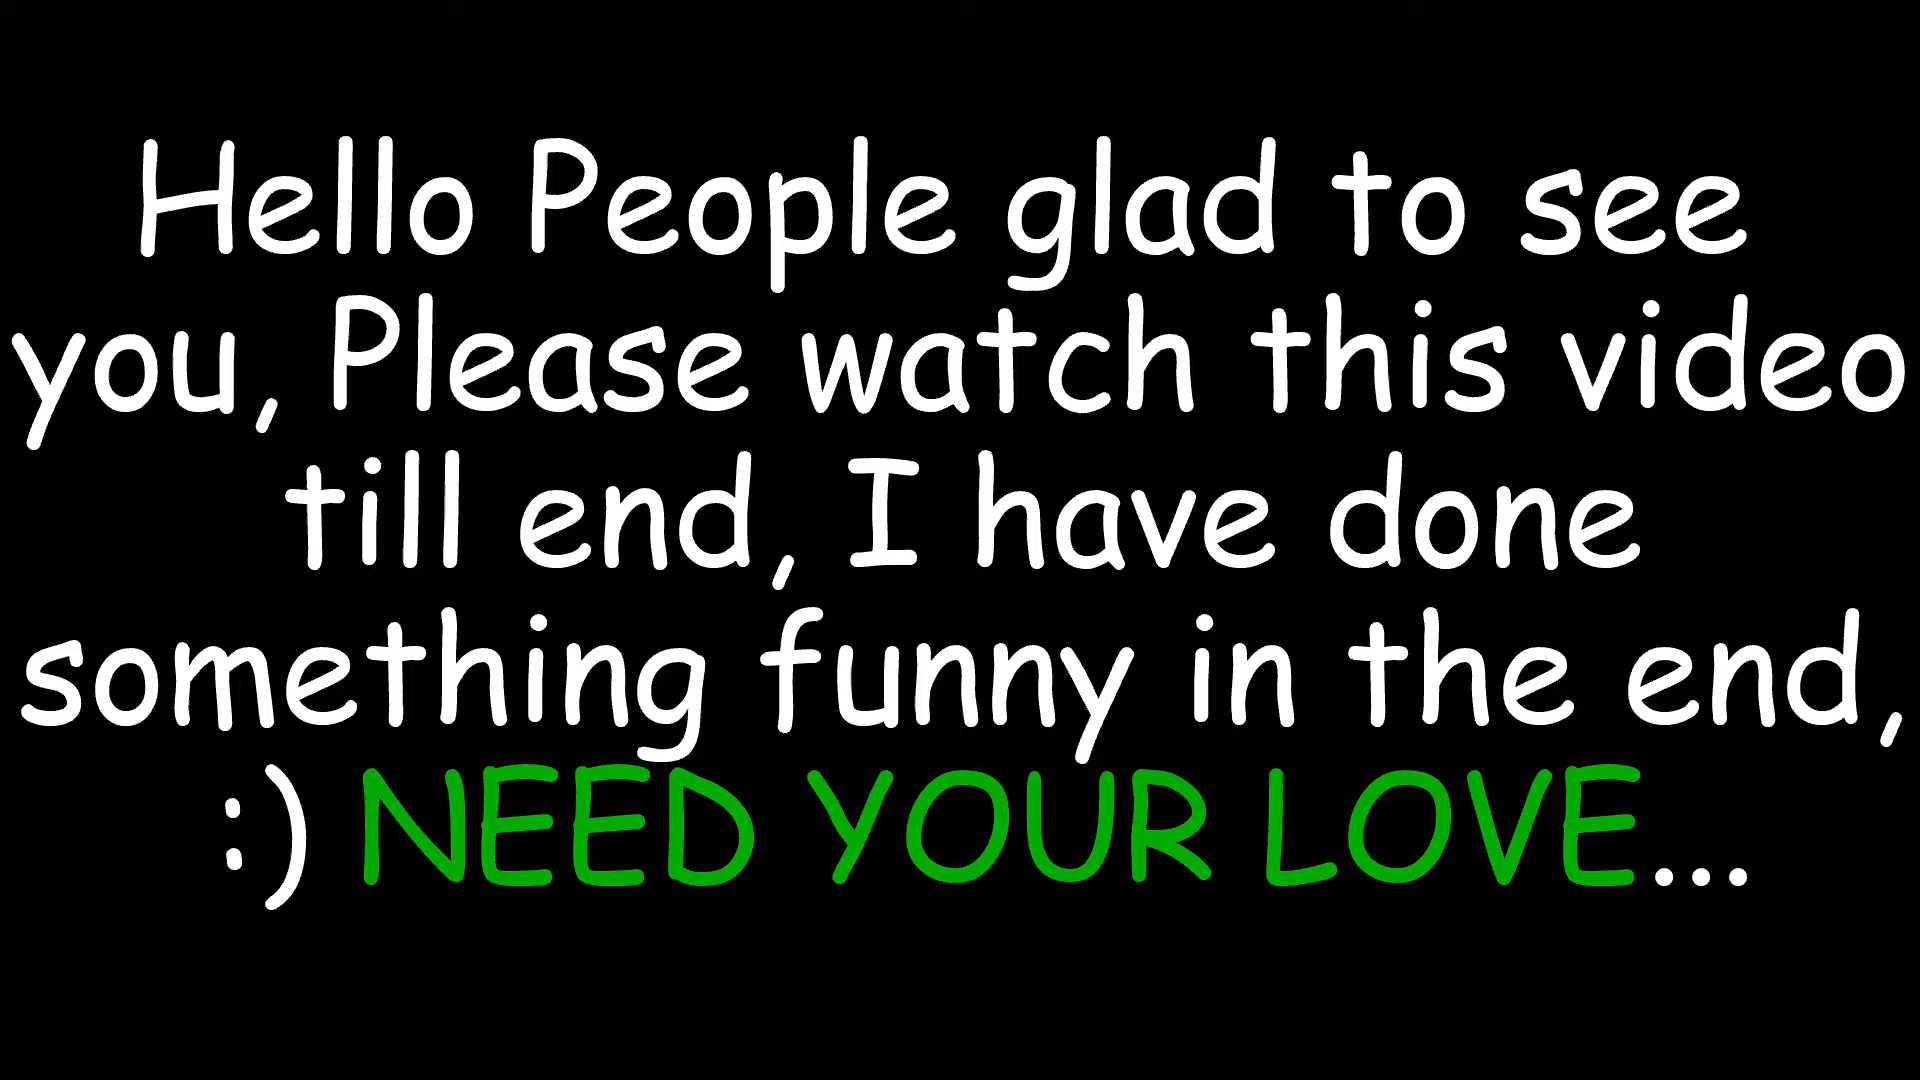 Hello People glad to see
you, Please watch this video
till end, I have done
something funny in the end,
:) NEED YOUR LOVE...